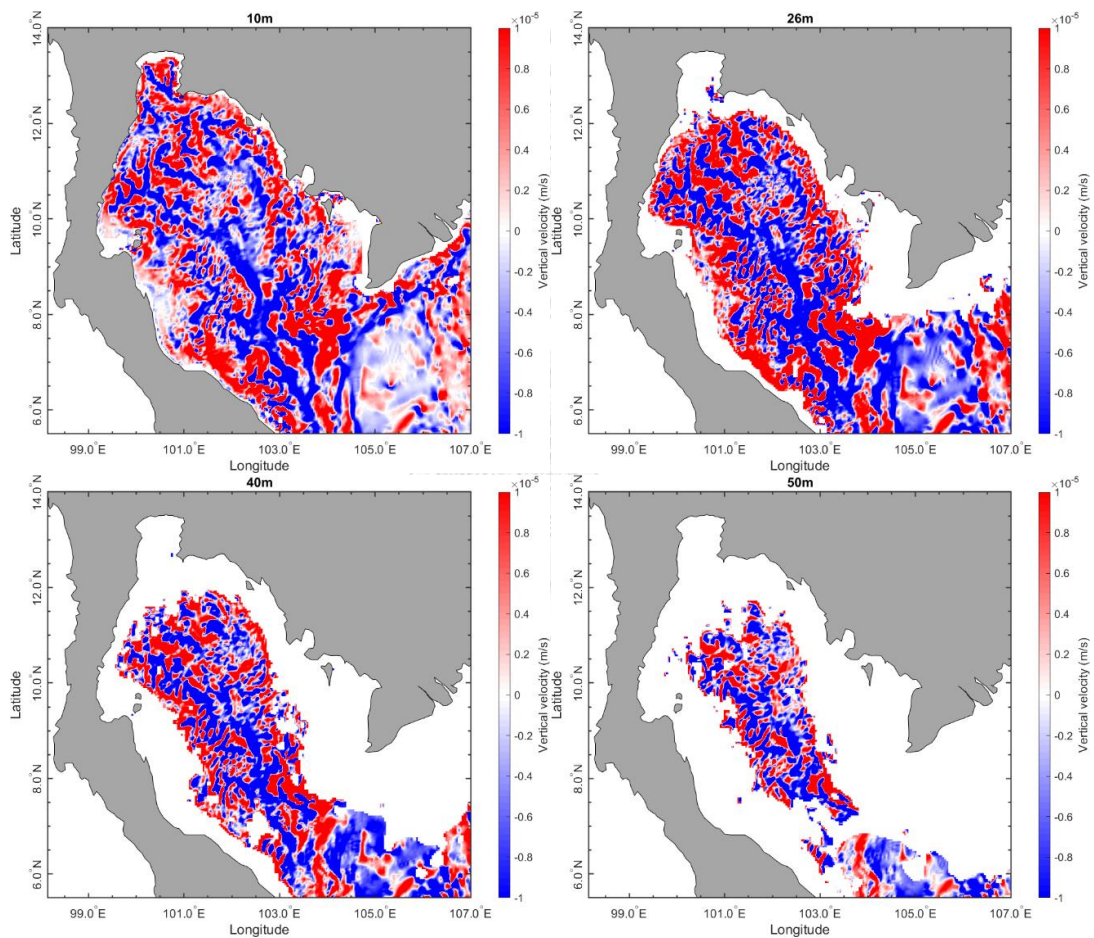 10m
26m
×10⁻⁵
×10⁻⁵
14.0°N
12.0°N
10.0°N
8.0°N
6.0°N
Latitude
99.0°E
101.0°E
103.0°E
105.0°E
107.0°E
Longitude
1
0.8
0.6
0.4
0.2
0
-0.2
-0.4
-0.6
-0.8
-1
Vertical velocity (m/s)
14.0°N
12.0°N
10.0°N
8.0°N
6.0°N
Latitude
99.0°E
101.0°E
103.0°E
105.0°E
107.0°E
Longitude
1
0.8
0.6
0.4
0.2
0
-0.2
-0.4
-0.6
-0.8
-1
Vertical velocity (m/s)
40m
50m
×10⁻⁵
×10⁻⁵
14.0°N
12.0°N
10.0°N
8.0°N
6.0°N
Latitude
99.0°E
101.0°E
103.0°E
105.0°E
107.0°E
Longitude
1
0.8
0.6
0.4
0.2
0
-0.2
-0.4
-0.6
-0.8
-1
Vertical velocity (m/s)
14.0°N
12.0°N
10.0°N
8.0°N
6.0°N
Latitude
99.0°E
101.0°E
103.0°E
105.0°E
107.0°E
Longitude
1
0.8
0.6
0.4
0.2
0
-0.2
-0.4
-0.6
-0.8
-1
Vertical velocity (m/s)